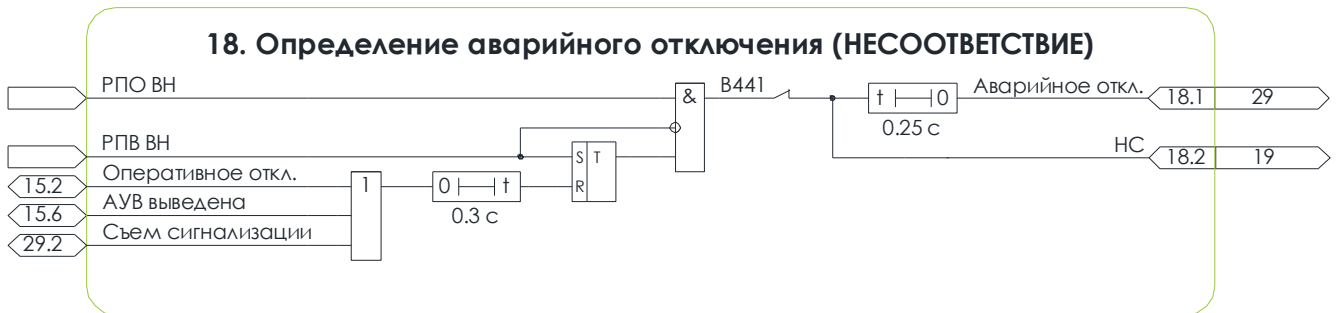 18. Определение аварийного отключения (НЕСООТВЕТСТВИЕ)
РПО ВН
& B441
t 0 Аварийное откл. 18.1 29
0.25 с
РПВ ВН
S T
НС 18.2 19
15.2 Оперативное откл.
1 0 t R
15.6 АУВ выведена
0.3 с
29.2 Съем сигнализации